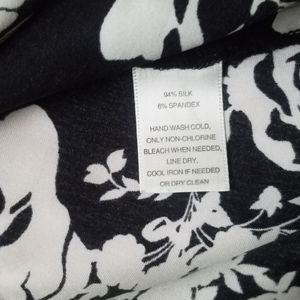 94% SILK
6% SPANDEX
HAND WASH COLD,
ONLY NON-CHLORINE
BLEACH WHEN NEEDED,
LINE DRY,
COOL IRON IF NEEDED
OR DRY CLEAN